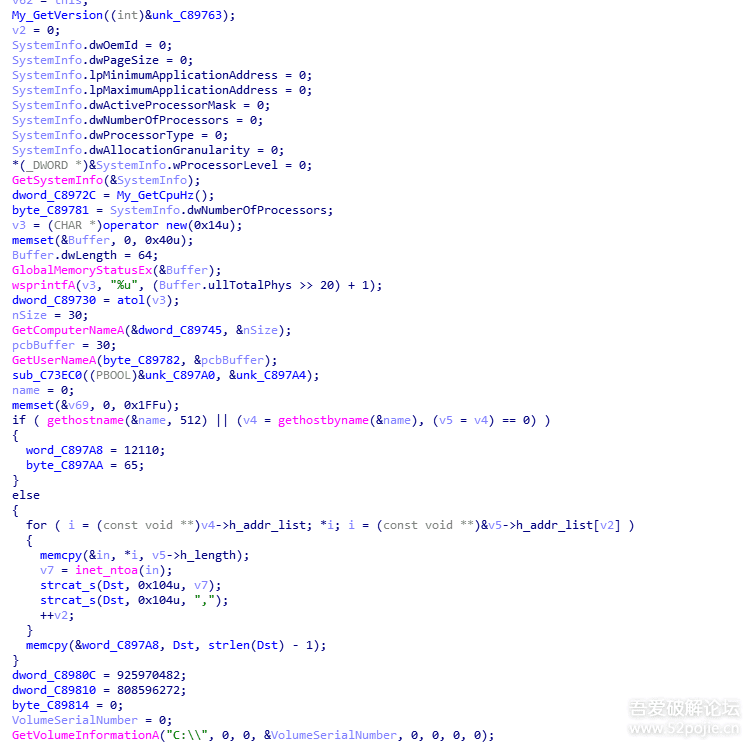 v62 = this;
My_GetVersion((int)&unk_C89763);
v2 = 0;
SystemInfo.dwOemId = 0;
SystemInfo.dwPageSize = 0;
SystemInfo.lpMinimumApplicationAddress = 0;
SystemInfo.lpMaximumApplicationAddress = 0;
SystemInfo.dwActiveProcessorMask = 0;
SystemInfo.dwNumberOfProcessors = 0;
SystemInfo.dwProcessorType = 0;
SystemInfo.dwAllocationGranularity = 0;
*(_DWORD *)&SystemInfo.wProcessorLevel = 0;
GetSystemInfo(&SystemInfo);
dword_C8972C = My_GetCpuHz();
byte_C89781 = SystemInfo.dwNumberOfProcessors;
v3 = (CHAR *)operator new(0x14u);
memset(&Buffer, 0, 0x40u);
Buffer.dwLength = 64;
GlobalMemoryStatusEx(&Buffer);
wsprintfA(v3, "%u", (Buffer.ullTotalPhys >> 20) + 1);
dword_C89730 = atol(v3);
nSize = 30;
GetComputerNameA(&dword_C89745, &nSize);
pcbBuffer = 30;
GetUserNameA(byte_C89782, &pcbBuffer);
sub_C73EC0((PBOOL)&unk_C897A0, &unk_C897A4);
name = 0;
memset(&v69, 0, 0x1FFu);
if ( gethostname(&name, 512) || (v4 = gethostbyname(&name), (v5 = v4) == 0) )
{
word_C897A8 = 12110;
byte_C897AA = 65;
}
else
{
for ( i = (const void **)v4->h_addr_list; *i; i = (const void **)&v5->h_addr_list[v2] )
{
memcpy(&in, *i, v5->h_length);
v7 = inet_ntoa(in);
strcat_s(Dst, 0x104u, v7);
strcat_s(Dst, 0x104u, ",");
++v2;
}
memcpy(&word_C897A8, Dst, strlen(Dst) - 1);
}
dword_C8980C = 925970482;
dword_C89810 = 808596272;
byte_C89814 = 0;
VolumeSerialNumber = 0;
GetVolumeInformationA("C:\\", 0, 0, &VolumeSerialNumber, 0, 0, 0, 0);
吾爱破解论坛
www.52pojie.cn